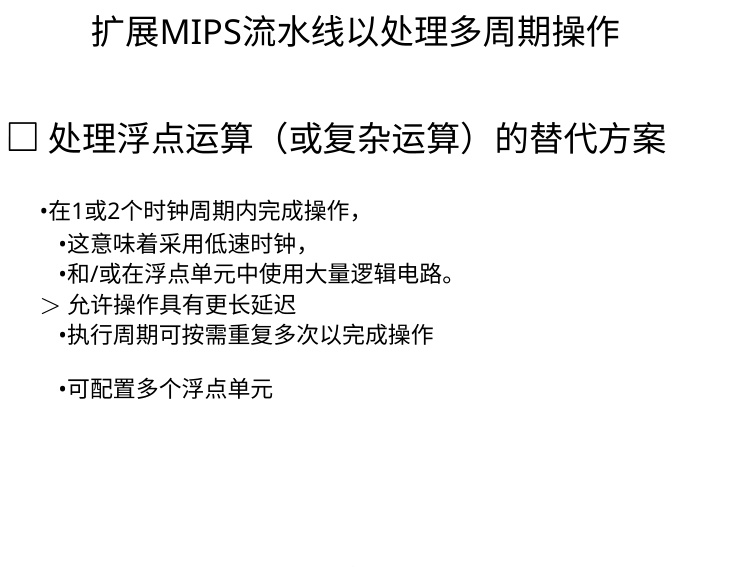 扩展MIPS流水线以处理多周期操作
□ 处理浮点运算（或复杂运算）的替代方案
•在1或2个时钟周期内完成操作，
•这意味着采用低速时钟，
•和/或在浮点单元中使用大量逻辑电路。
＞ 允许操作具有更长延迟
•执行周期可按需重复多次以完成操作
•可配置多个浮点单元